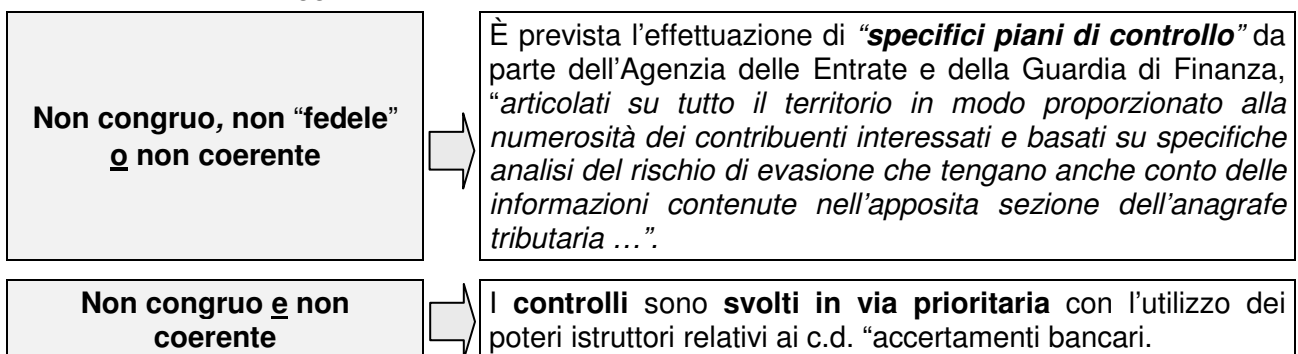 Non congruo, non "fedele"
o non coerente
È prevista l'effettuazione di "specifici piani di controllo" da
parte dell'Agenzia delle Entrate e della Guardia di Finanza,
"articolati su tutto il territorio in modo proporzionato alla
numerosità dei contribuenti interessati e basati su specifiche
analisi del rischio di evasione che tengano anche conto delle
informazioni contenute nell'apposita sezione dell'anagrafe
tributaria …".
Non congruo e non
coerente
I controlli sono svolti in via prioritaria con l'utilizzo dei
poteri istruttori relativi ai c.d. "accertamenti bancari.